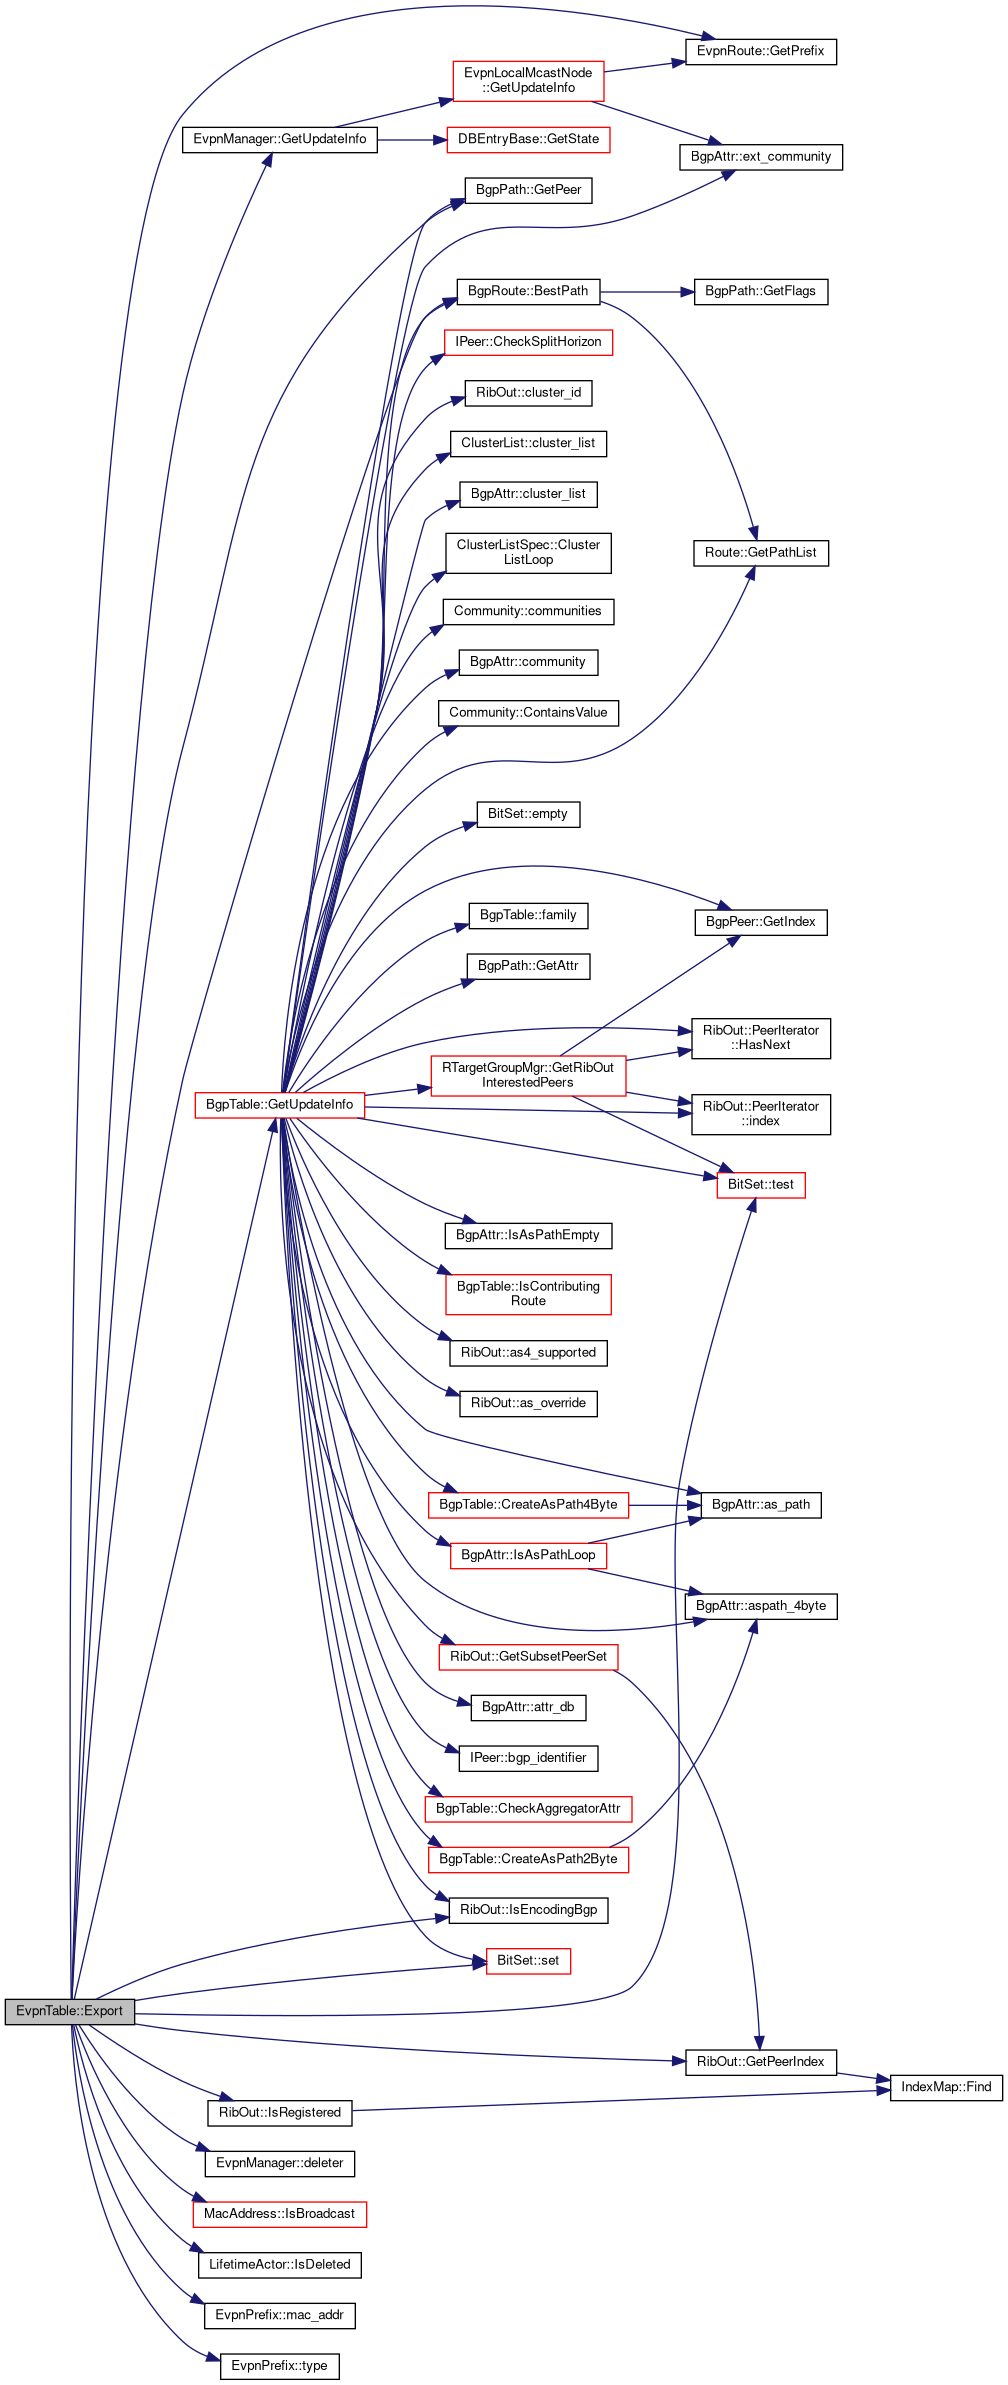 EvpnRoute::GetPrefix
EvpnLocalMcastNode
::GetUpdateInfo
EvpnManager::GetUpdateInfo
DBEntryBase::GetState
BgpAttr::ext_community
BgpPath::GetPeer
BgpRoute::BestPath
BgpPath::GetFlags
IPeer::CheckSplitHorizon
RibOut::cluster_id
ClusterList::cluster_list
BgpAttr::cluster_list
ClusterListSpec::Cluster
ListLoop
Route::GetPathList
Community::communities
BgpAttr::community
Community::ContainsValue
BitSet::empty
BgpTable::family
BgpPeer::GetIndex
BgpPath::GetAttr
RibOut::PeerIterator
::HasNext
RTargetGroupMgr::GetRibOut
InterestedPeers
BgpTable::GetUpdateInfo
RibOut::PeerIterator
::index
BitSet::test
BgpAttr::IsAsPathEmpty
BgpTable::IsContributing
Route
RibOut::as4_supported
RibOut::as_override
BgpTable::CreateAsPath4Byte
BgpAttr::as_path
BgpAttr::IsAsPathLoop
BgpAttr::aspath_4byte
RibOut::GetSubsetPeerSet
BgpAttr::attr_db
IPeer::bgp_identifier
BgpTable::CheckAggregatorAttr
BgpTable::CreateAsPath2Byte
RibOut::IsEncodingBgp
BitSet::set
EvpnTable::Export
RibOut::GetPeerIndex
IndexMap::Find
RibOut::IsRegistered
EvpnManager::deleter
MacAddress::IsBroadcast
LifetimeActor::IsDeleted
EvpnPrefix::mac_addr
EvpnPrefix::type